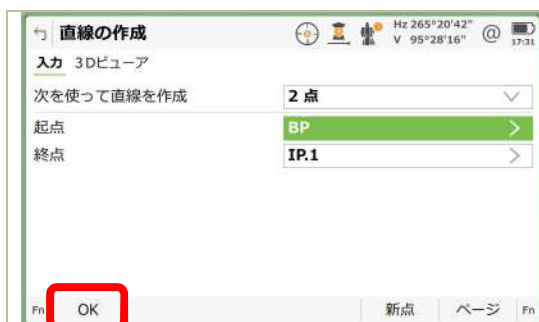 直線の作成
Hz 265°20'42"
V 95°28'16"
@
17:31
入力 3Dビューア
次を使って直線を作成 2 点
起点 BP
終点 IP.1
Fn OK 新点 ページ Fn